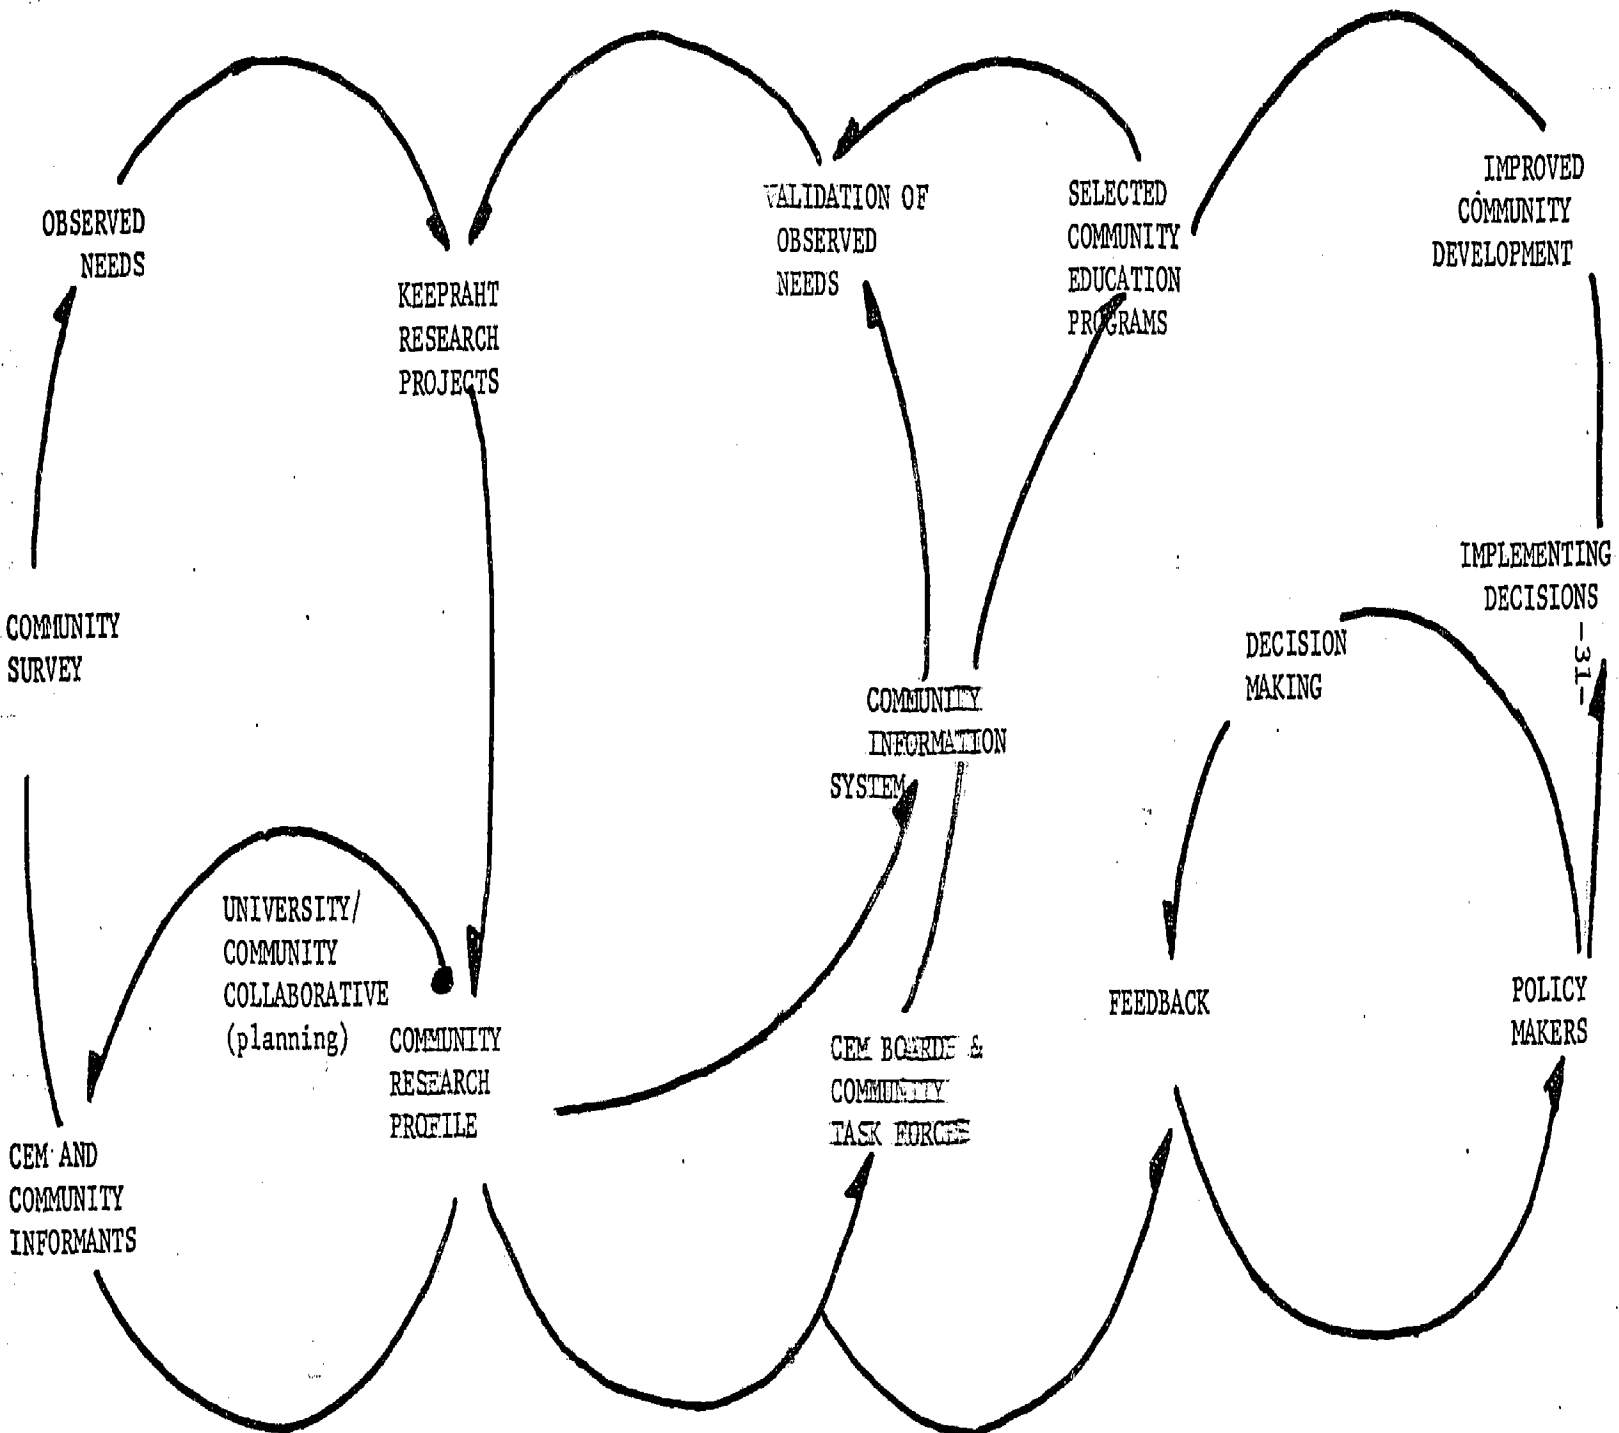 OBSERVED
NEEDS
KEEPRAHT
RESEARCH
PROJECTS
VALIDATION OF
OBSERVED
NEEDS
SELECTED
COMMUNITY
EDUCATION
PROGRAMS
IMPROVED
COMMUNITY
DEVELOPMENT
COMMUNITY
SURVEY
COMMUNITY
INFORMATION
SYSTEM
DECISION
MAKING
IMPLEMENTING
DECISIONS
-31-
UNIVERSITY/
COMMUNITY
COLLABORATIVE
(planning)
COMMUNITY
RESEARCH
PROFILE
CEM BOARDS &
COMMUNITY
TASK FORCES
FEEDBACK
POLICY
MAKERS
CEM AND
COMMUNITY
INFORMANTS